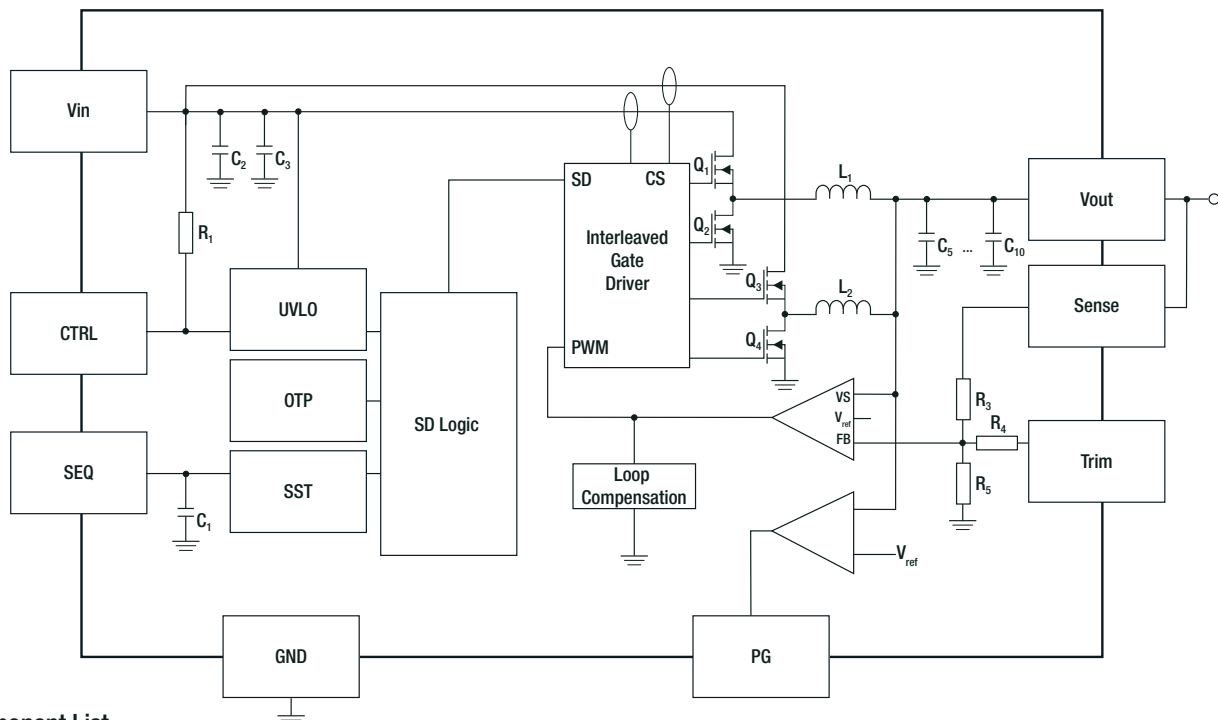 Vin
C2
C3
R1
SD
CS
Q1
L1
Vout
Interleaved
Gate
Driver
Q2
C5
...
C10
CTRL
UVLO
Q3
L2
Sense
PWM
Q4
OTP
SD Logic
VS
Vref
FB
R3
R4
Trim
SEQ
SST
Loop
Compensation
R5
C1
Vref
GND
PG